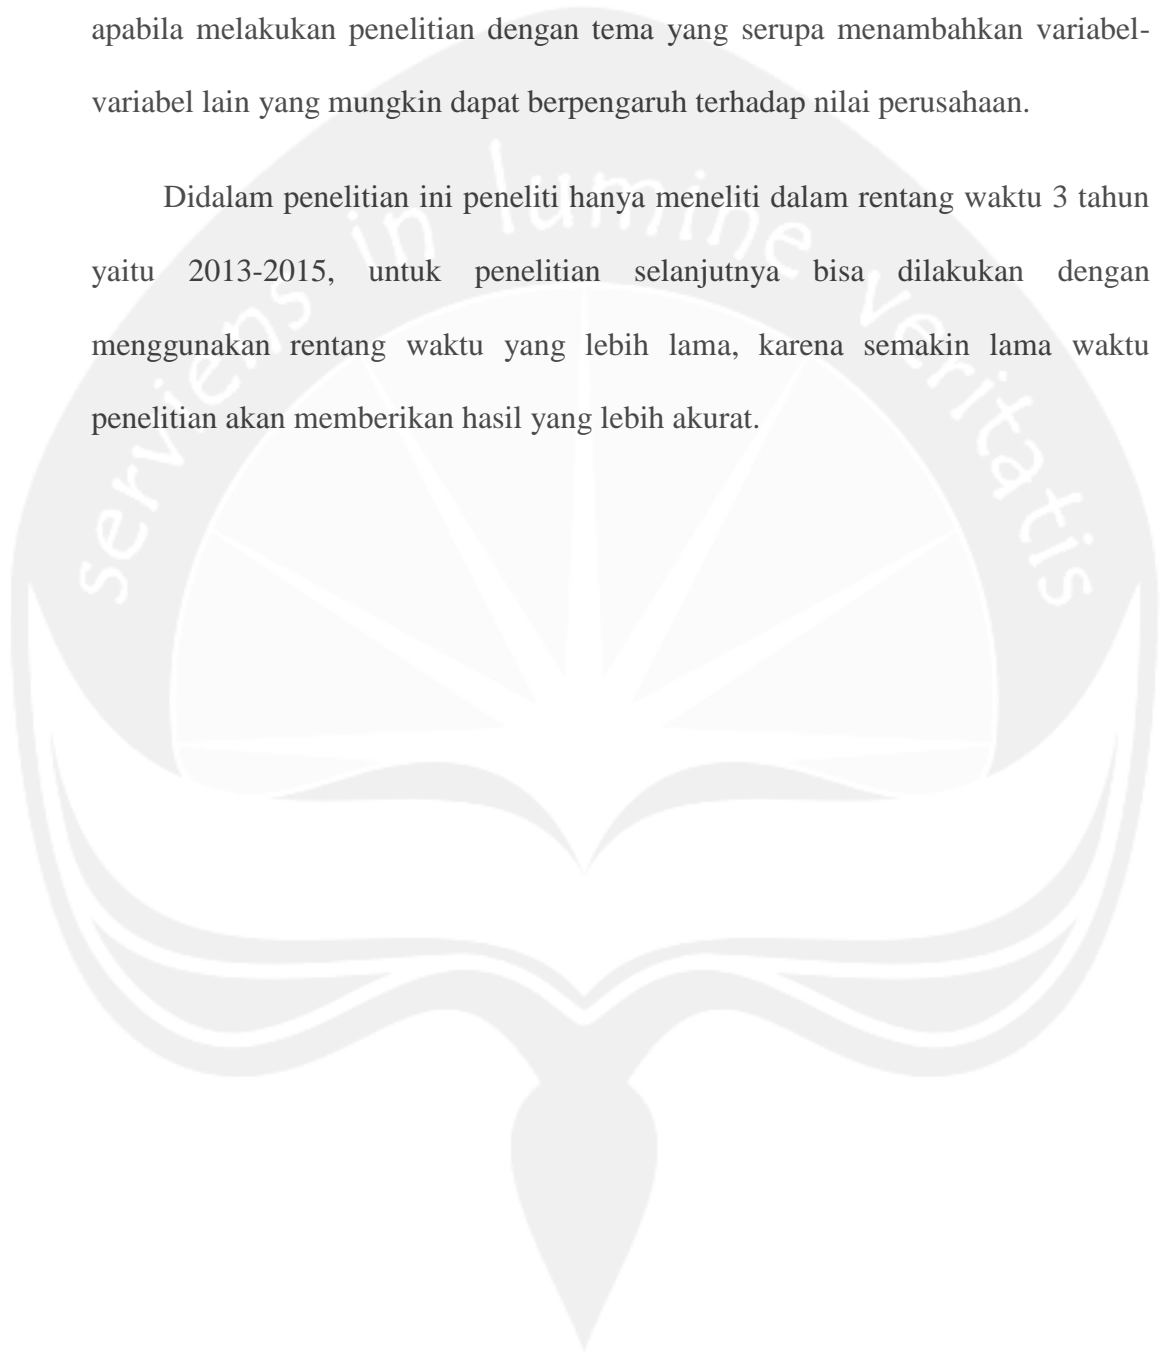 apabila melakukan penelitian dengan tema yang serupa menambahkan variabel-
variabel lain yang mungkin dapat berpengaruh terhadap nilai perusahaan.
Didalam penelitian ini peneliti hanya meneliti dalam rentang waktu 3 tahun
yaitu 2013-2015, untuk penelitian selanjutnya bisa dilakukan dengan
menggunakan rentang waktu yang lebih lama, karena semakin lama waktu
penelitian akan memberikan hasil yang lebih akurat.
serviens in lumine veritatis